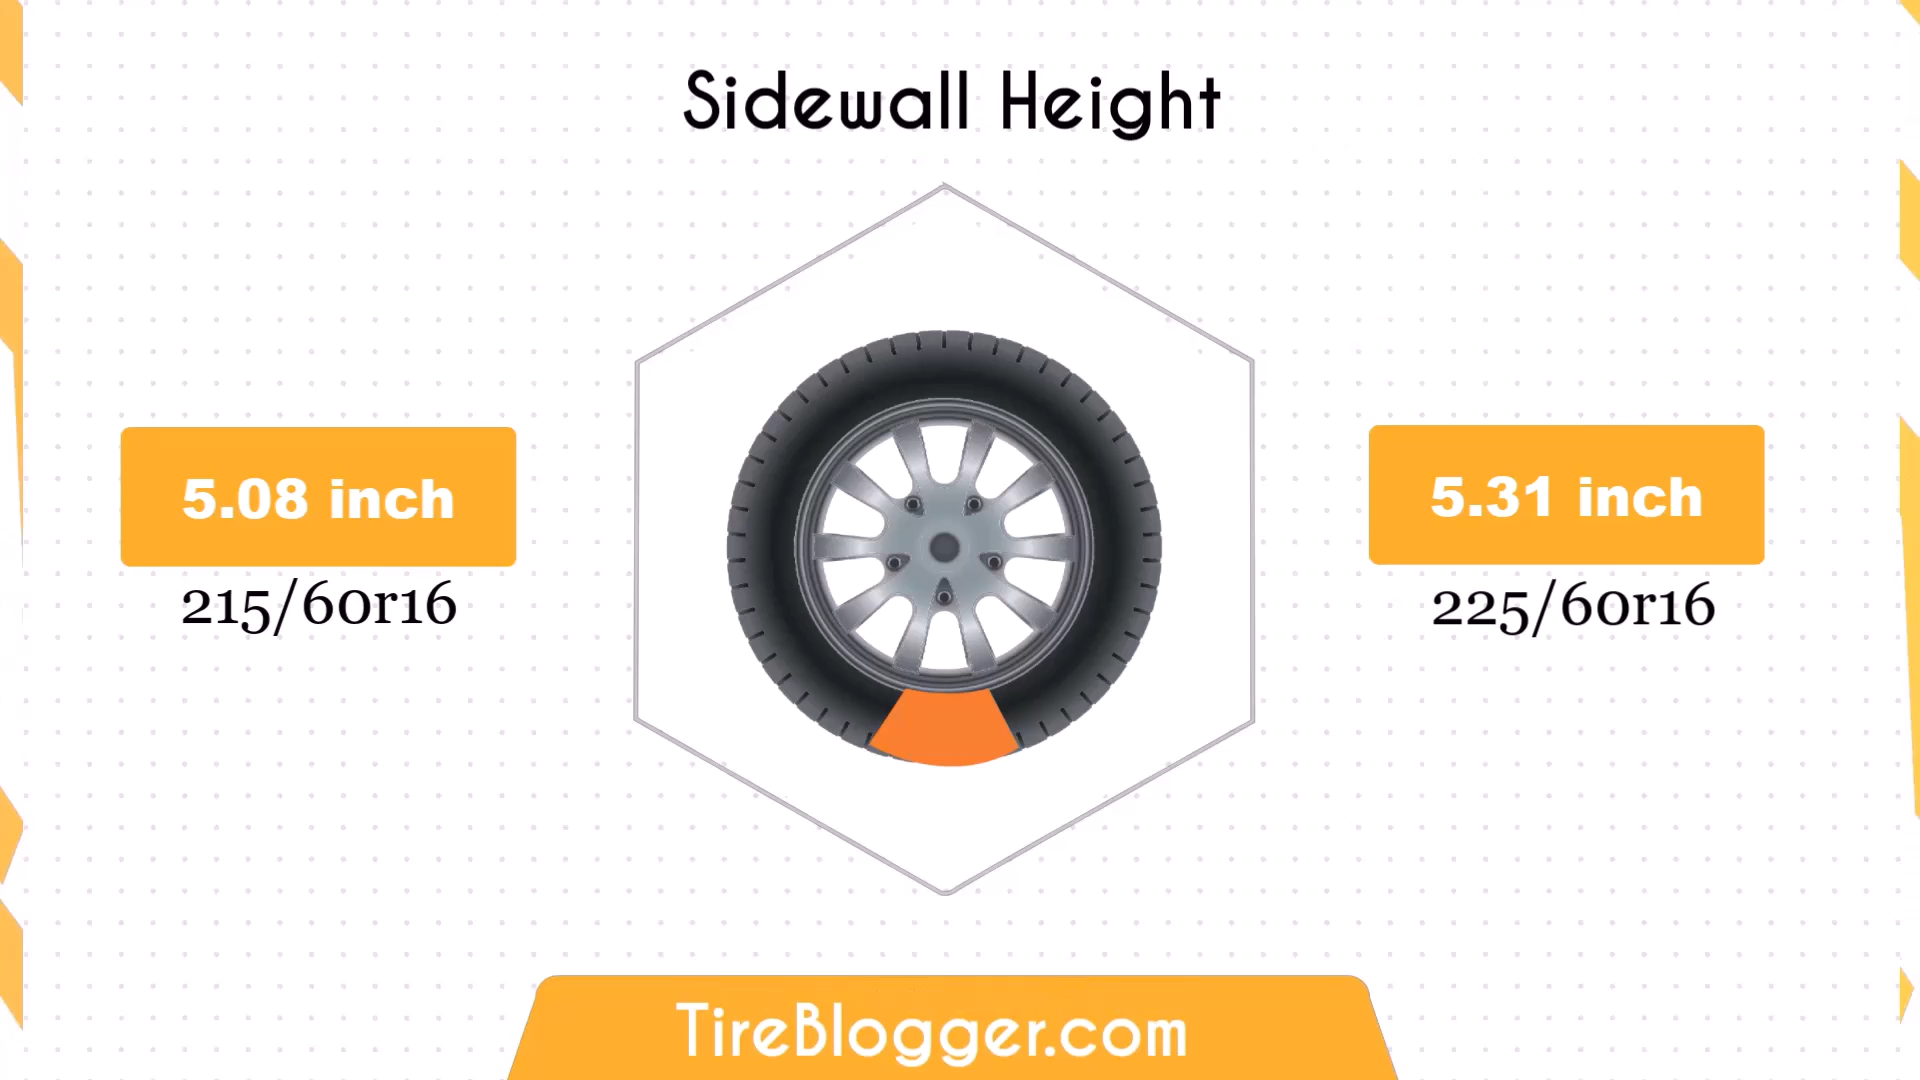 Sidewall Height
5.08 inch
215/60r16
5.31 inch
225/60r16
TireBlogger.com